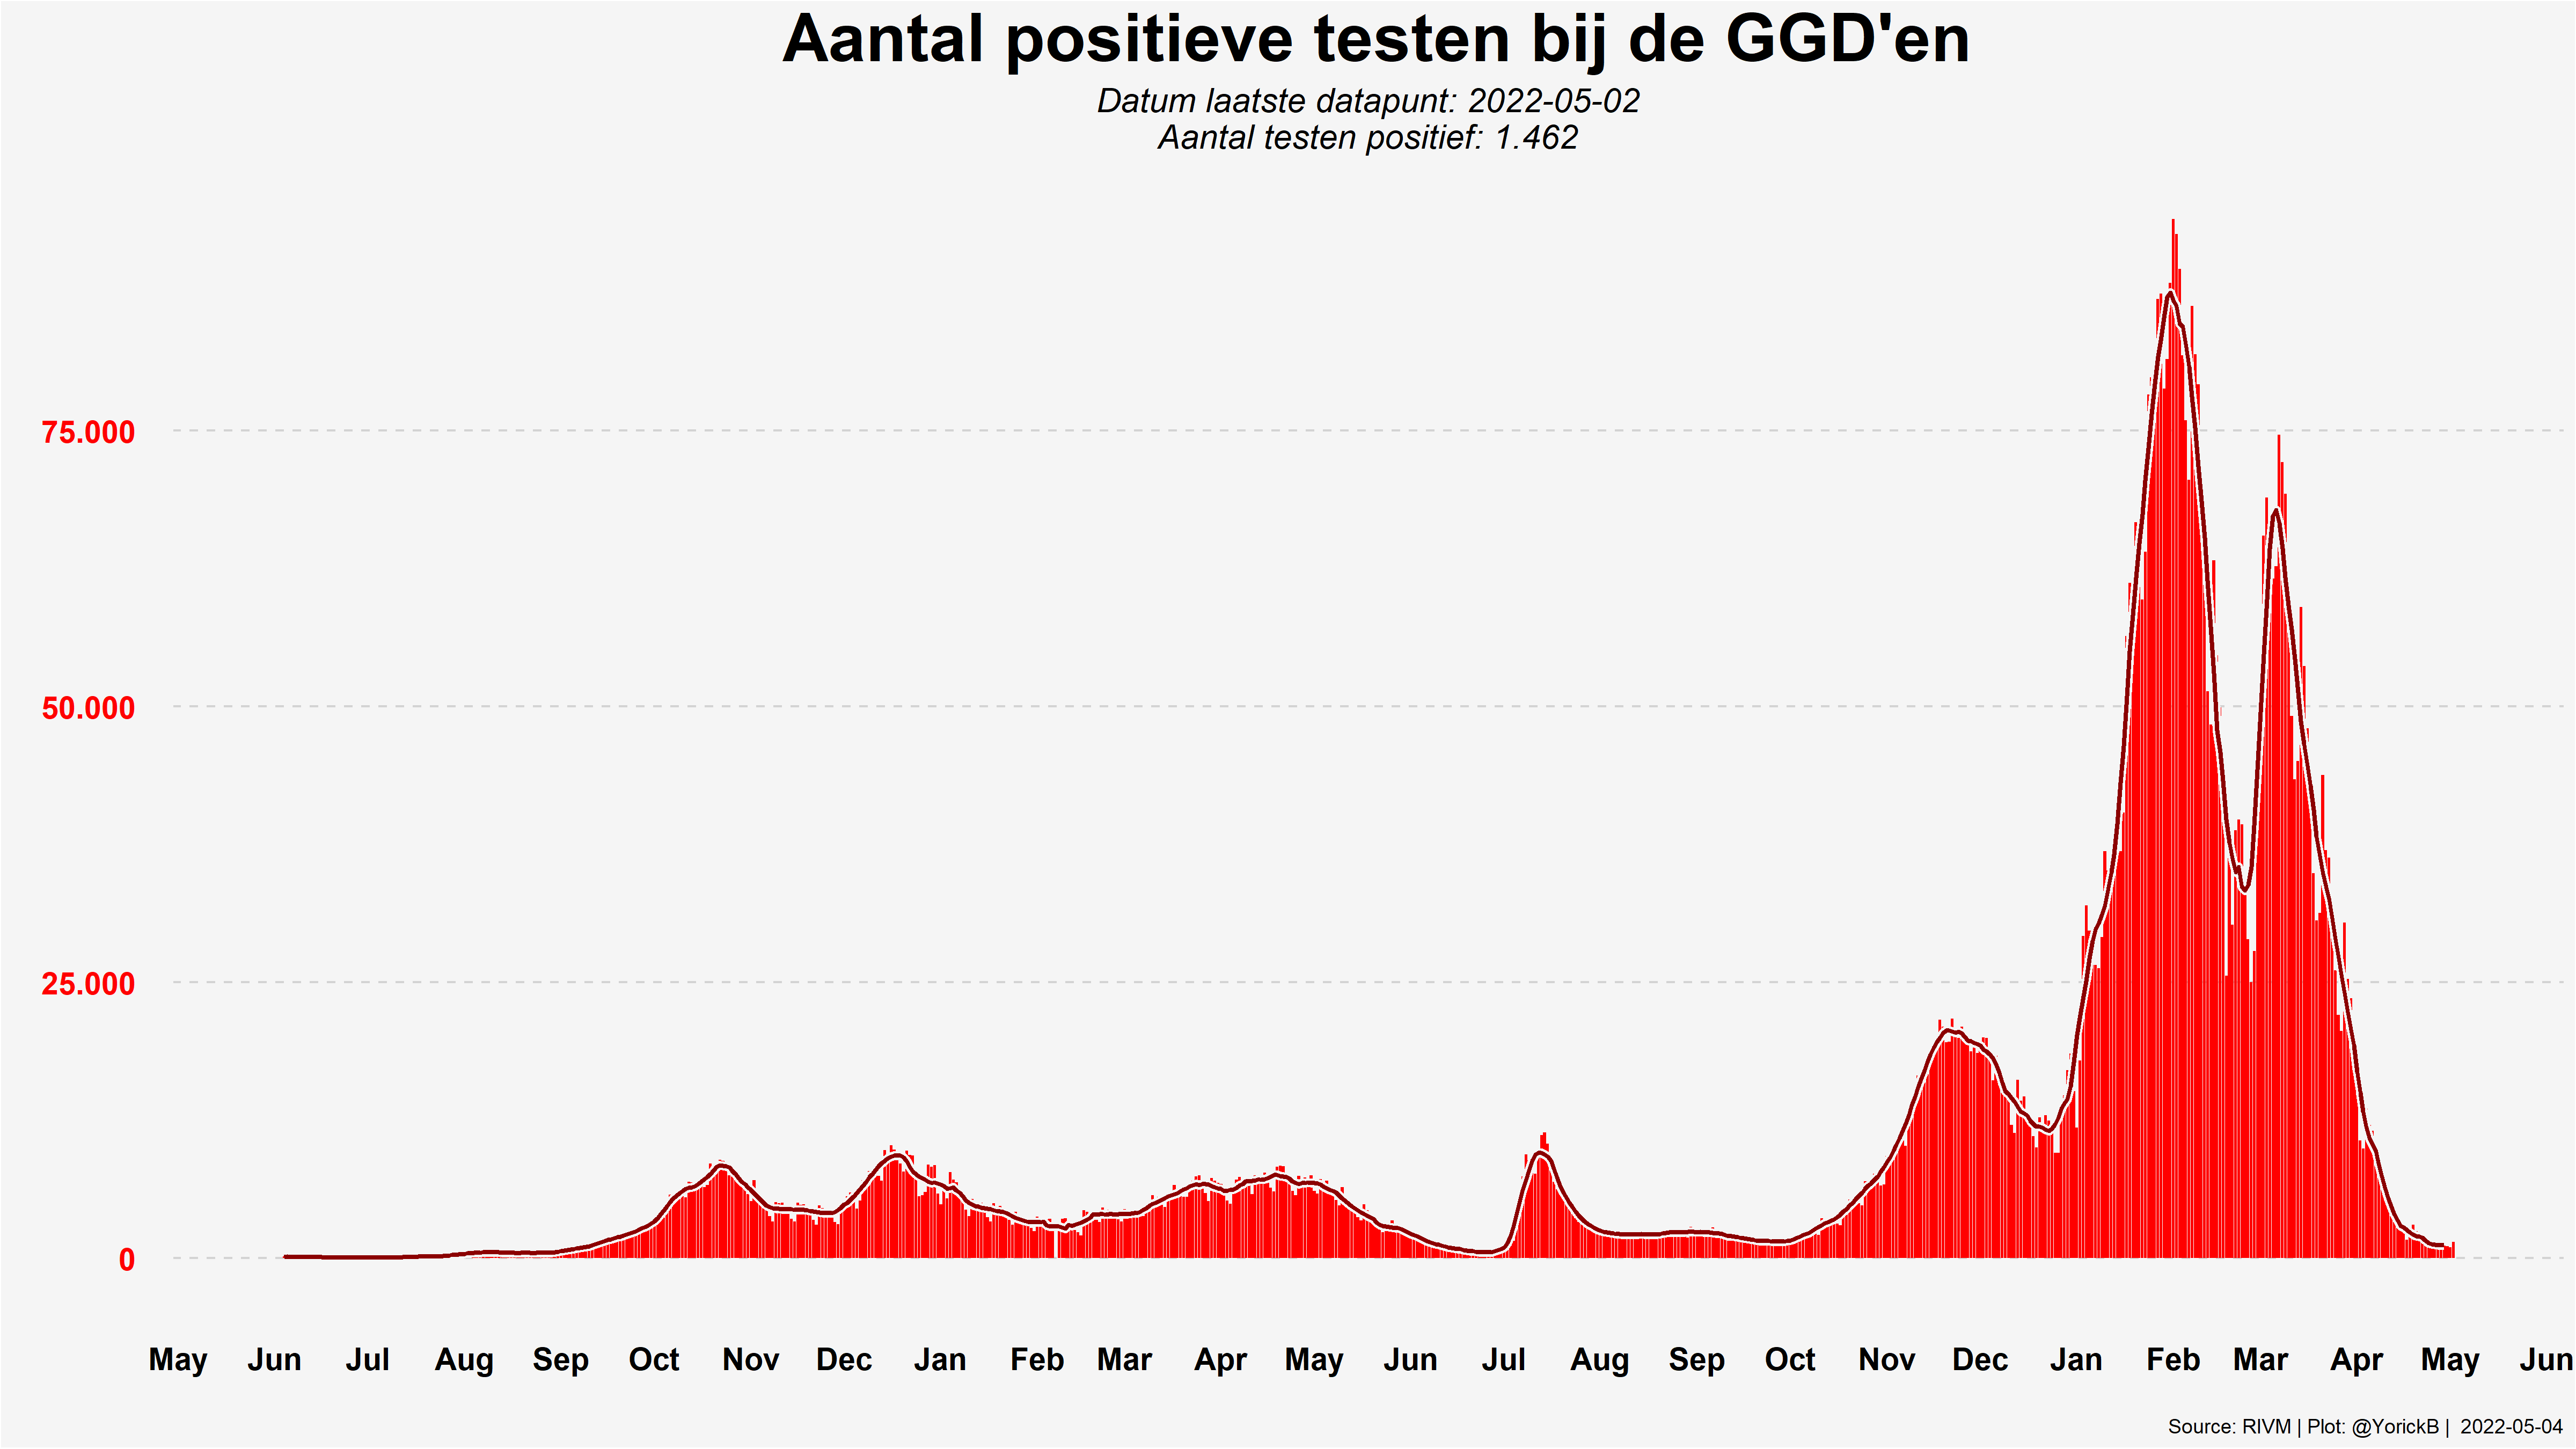 Aantal positieve testen bij de GGD'en
Datum laatste datapunt: 2022-05-02
Aantal testen positief: 1.462
75.000
50.000
25.000
0
May Jun Jul Aug Sep Oct Nov Dec Jan Feb Mar Apr May Jun Jul Aug Sep Oct Nov Dec Jan Feb Mar Apr May Jun
Source: RIVM | Plot: @YorickB | 2022-05-04